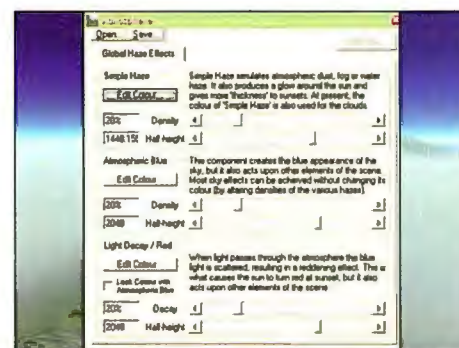 Open Save
Global Haze Effects
Simple Haze
Edit Colour...
Simple Haze simulates atmospheric dust, fog or water
haze. It also produces a glow around the sun and
gives more 'thickness' to sunsets. At present, the
colour of 'Simple Haze' is also used for the clouds
20% Density
1448.15 Half-height
Atmospheric Blue
Edit Colour
This component creates the blue appearance of the
sky, but it also acts upon other elements of the scene.
Most sky effects can be achieved without changing its
colour (by altering densities of the various hazes).
20% Density
2048 Half-height
Light Decay / Red
Edit Colour
Lock Colour with
Atmospheric Blue
When light passes through the atmosphere the blue
light is scattered, resulting in a reddening effect. This is
what causes the sun to turn red at sunset, but it also
acts upon other elements of the scene
20% Decay
2048 Half-height